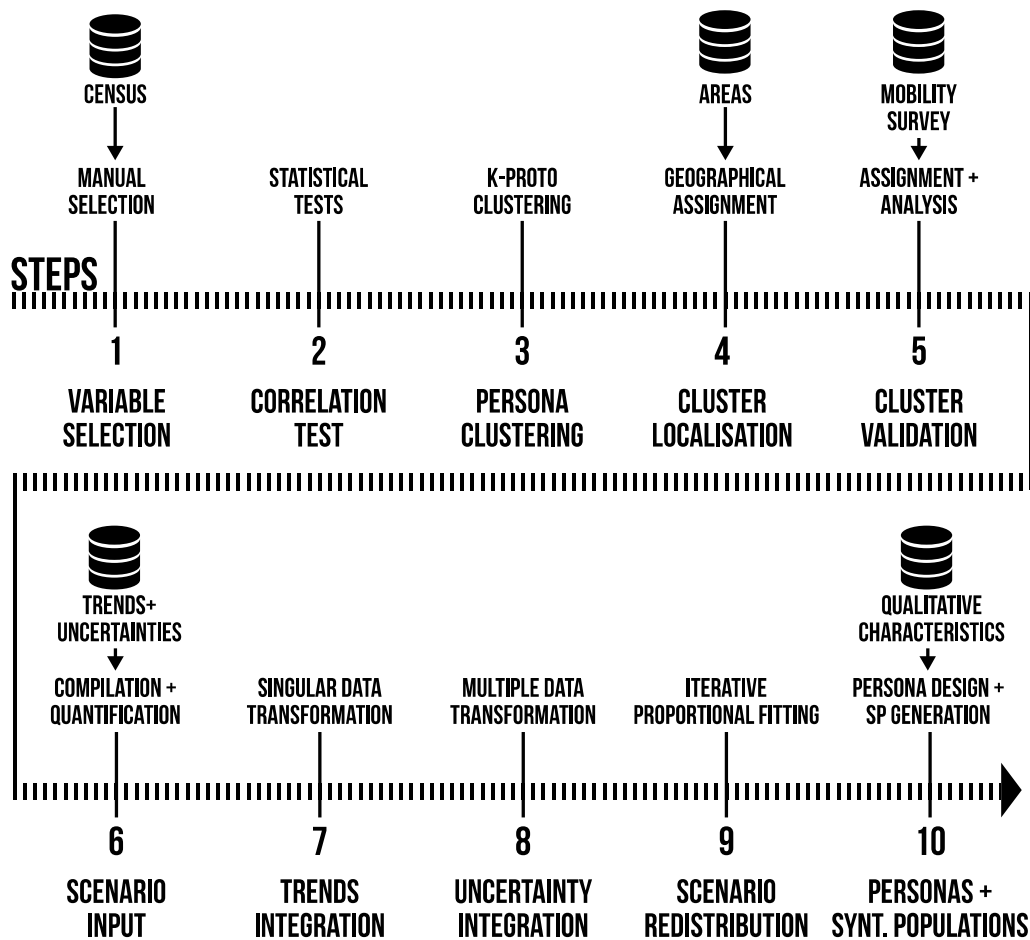 CENSUS
AREAS
MOBILITY
SURVEY
MANUAL
SELECTION
STATISTICAL
TESTS
K-PROTO
CLUSTERING
GEOGRAPHICAL
ASSIGNMENT
ASSIGNMENT +
ANALYSIS
STEPS
1
2
3
4
5
VARIABLE
SELECTION
CORRELATION
TEST
PERSONA
CLUSTERING
CLUSTER
LOCALISATION
CLUSTER
VALIDATION
TRENDS+
UNCERTAINTIES
QUALITATIVE
CHARACTERISTICS
COMPILATION +
QUANTIFICATION
SINGULAR DATA
TRANSFORMATION
MULTIPLE DATA
TRANSFORMATION
ITERATIVE
PROPORTIONAL FITTING
PERSONA DESIGN +
SP GENERATION
6
7
8
9
10
SCENARIO
INPUT
TRENDS
INTEGRATION
UNCERTAINTY
INTEGRATION
SCENARIO
REDISTRIBUTION
PERSONAS +
SYNT. POPULATIONS